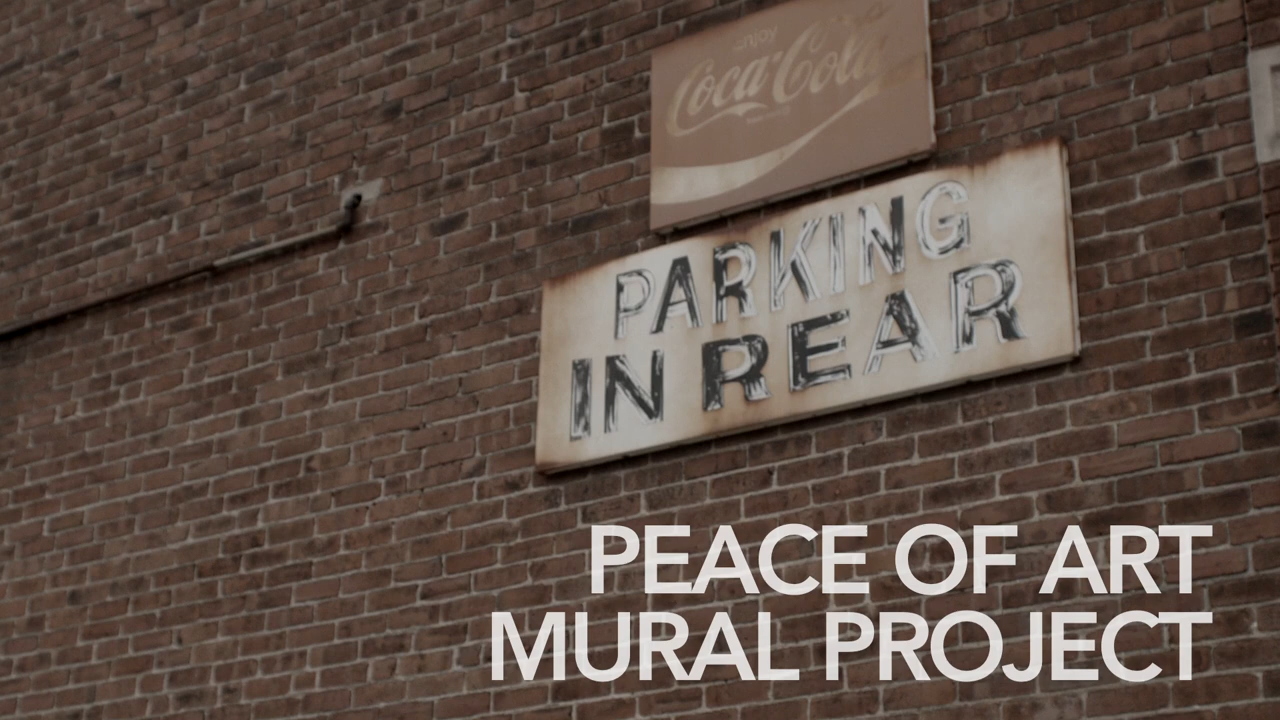 Enjoy
Coca-Cola
PARKING
IN REAR
PEACE OF ART
MURAL PROJECT